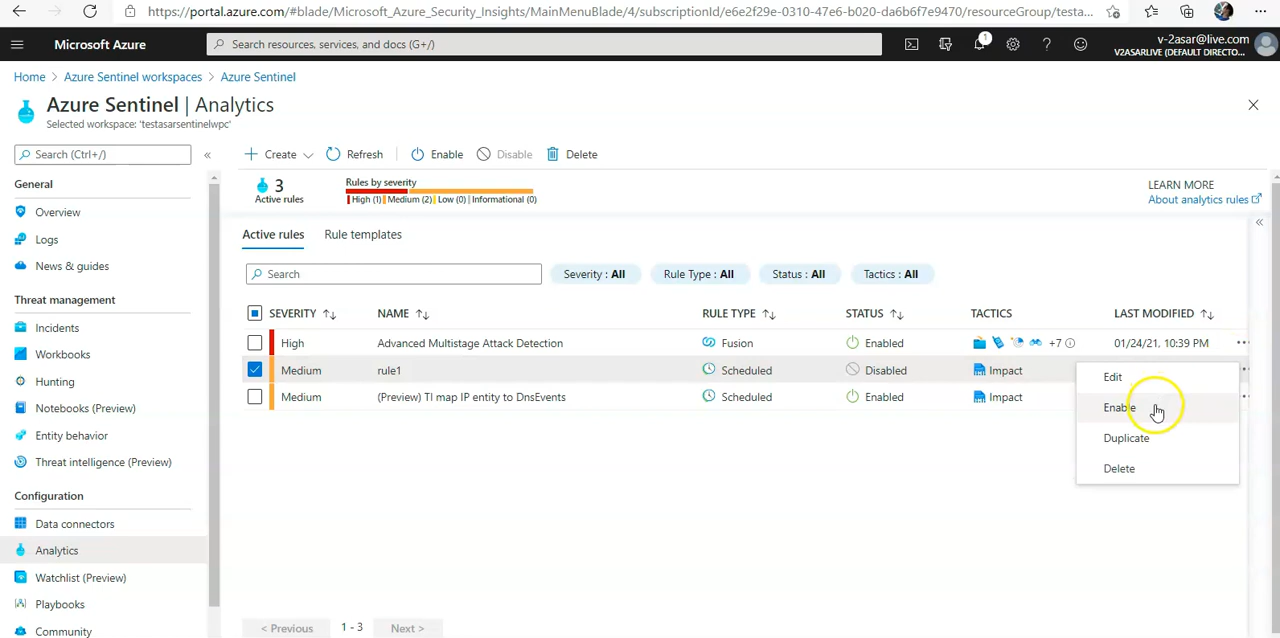 https://portal.azure.com/#blade/Microsoft_Azure_Security_Insights/MainMenuBlade/4/subscriptionId/e6e2f29e-0310-47e6-b020-da6b6f7e9470/resourceGroup/testa...
Microsoft Azure
Search resources, services, and docs (G+/)
1
v-2asar@live.com
V2ASARLIVE (DEFAULT DIRECTO...
Home > Azure Sentinel workspaces > Azure Sentinel
Azure Sentinel | Analytics
Selected workspace: 'testasarsentinelwpc'
Search (Ctrl+/)
«
Create
Refresh
Enable
Disable
Delete
General
Overview
Logs
News & guides
Threat management
Incidents
Workbooks
Hunting
Notebooks (Preview)
Entity behavior
Threat intelligence (Preview)
Configuration
Data connectors
Analytics
Watchlist (Preview)
Playbooks
Community
3
Active rules
Rules by severity
High (1) Medium (2) Low (0) Informational (0)
LEARN MORE
About analytics rules
«
Active rules Rule templates
Search
Severity : All
Rule Type : All
Status : All
Tactics : All
SEVERITY NAME RULE TYPE STATUS TACTICS LAST MODIFIED
High Advanced Multistage Attack Detection Fusion Enabled +7 01/24/21, 10:39 PM ...
Medium rule1 Scheduled Disabled Impact
Medium (Preview) TI map IP entity to DnsEvents Scheduled Enabled Impact
Edit
Enable
Duplicate
Delete
< Previous 1 - 3 Next >